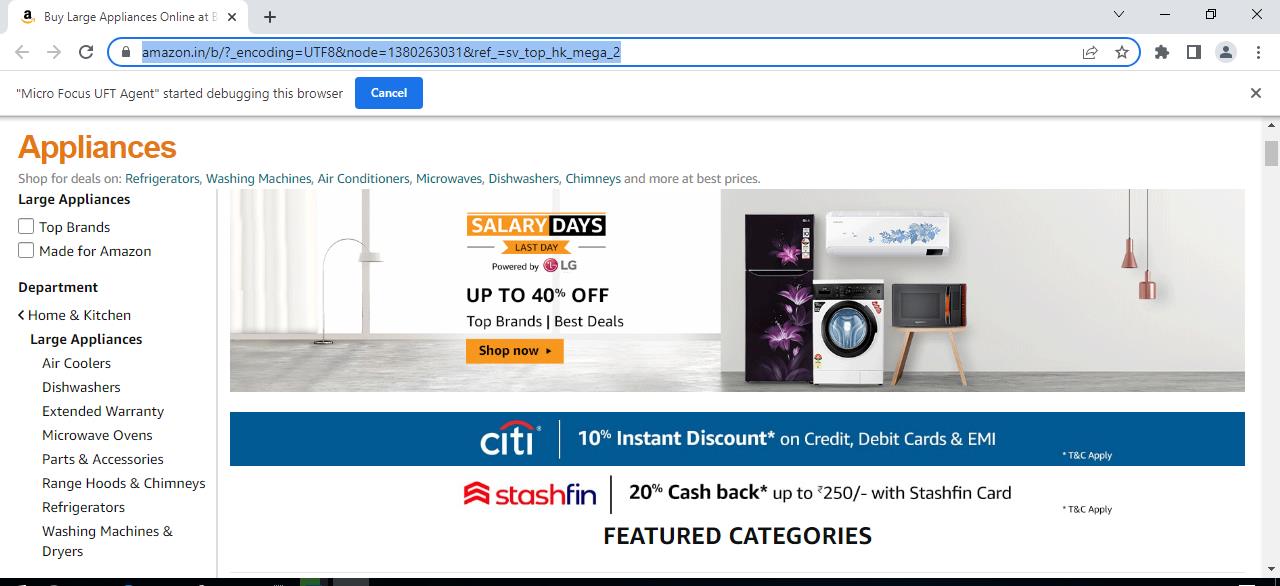 Buy Large Appliances Online at B
amazon.in/b/?_encoding=UTF8&node=1380263031&ref_=sv_top_hk_mega_2
"Micro Focus UFT Agent" started debugging this browser
Cancel
Appliances
Shop for deals on: Refrigerators, Washing Machines, Air Conditioners, Microwaves, Dishwashers, Chimneys and more at best prices.
Large Appliances
Top Brands
Made for Amazon
Department
Home & Kitchen
Large Appliances
Air Coolers
Dishwashers
Extended Warranty
Microwave Ovens
Parts & Accessories
Range Hoods & Chimneys
Refrigerators
Washing Machines &
Dryers
SALARY DAYS
LAST DAY
Powered by LG
UP TO 40% OFF
Top Brands | Best Deals
Shop now
citi
10% Instant Discount* on Credit, Debit Cards & EMI
* T&C Apply
stashfin
20% Cash back* up to ₹250/- with Stashfin Card
* T&C Apply
FEATURED CATEGORIES